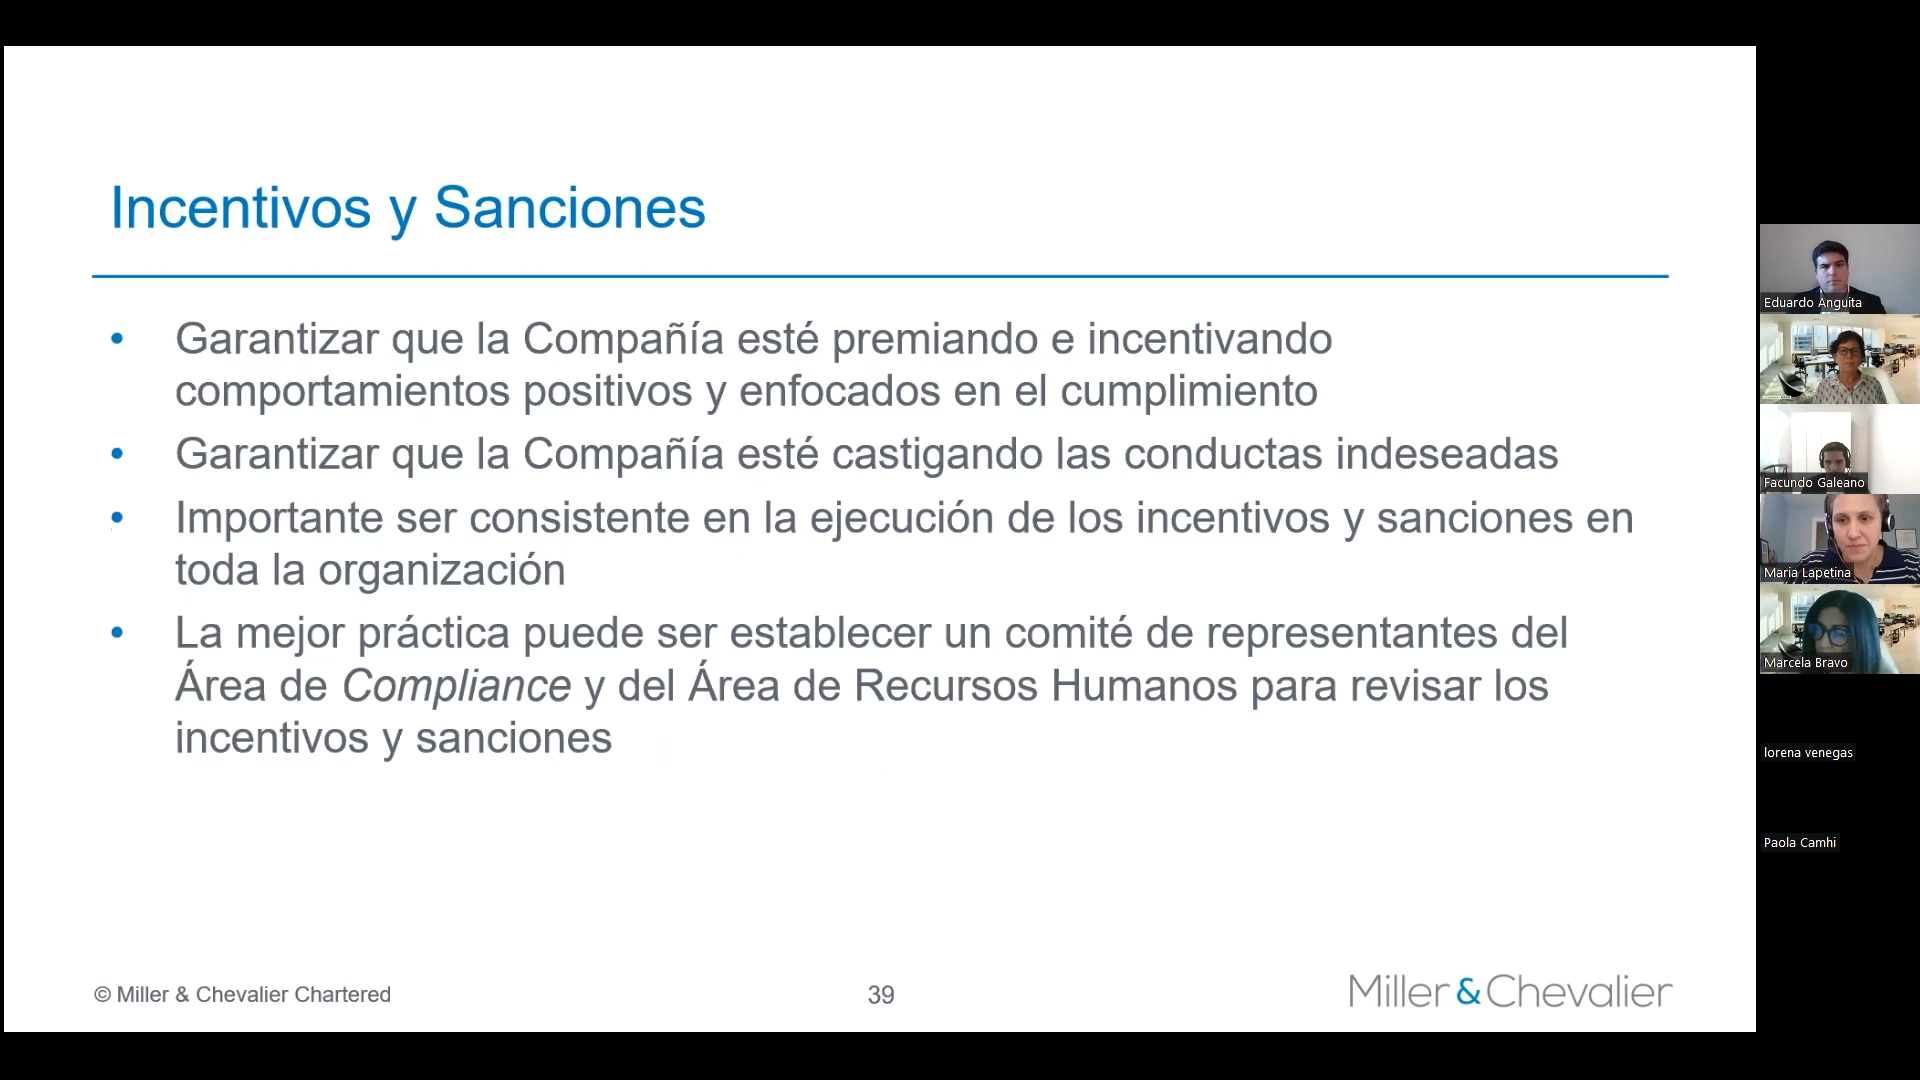 Incentivos y Sanciones
• Garantizar que la Compañía esté premiando e incentivando
comportamientos positivos y enfocados en el cumplimiento
• Garantizar que la Compañía esté castigando las conductas indeseadas
• Importante ser consistente en la ejecución de los incentivos y sanciones en
toda la organización
• La mejor práctica puede ser establecer un comité de representantes del
Área de Compliance y del Área de Recursos Humanos para revisar los
incentivos y sanciones
© Miller & Chevalier Chartered
39
Miller & Chevalier
Eduardo Anguita
Facundo Galeano
Maria Lapetina
Marcela Bravo
lorena venegas
Paola Camhi